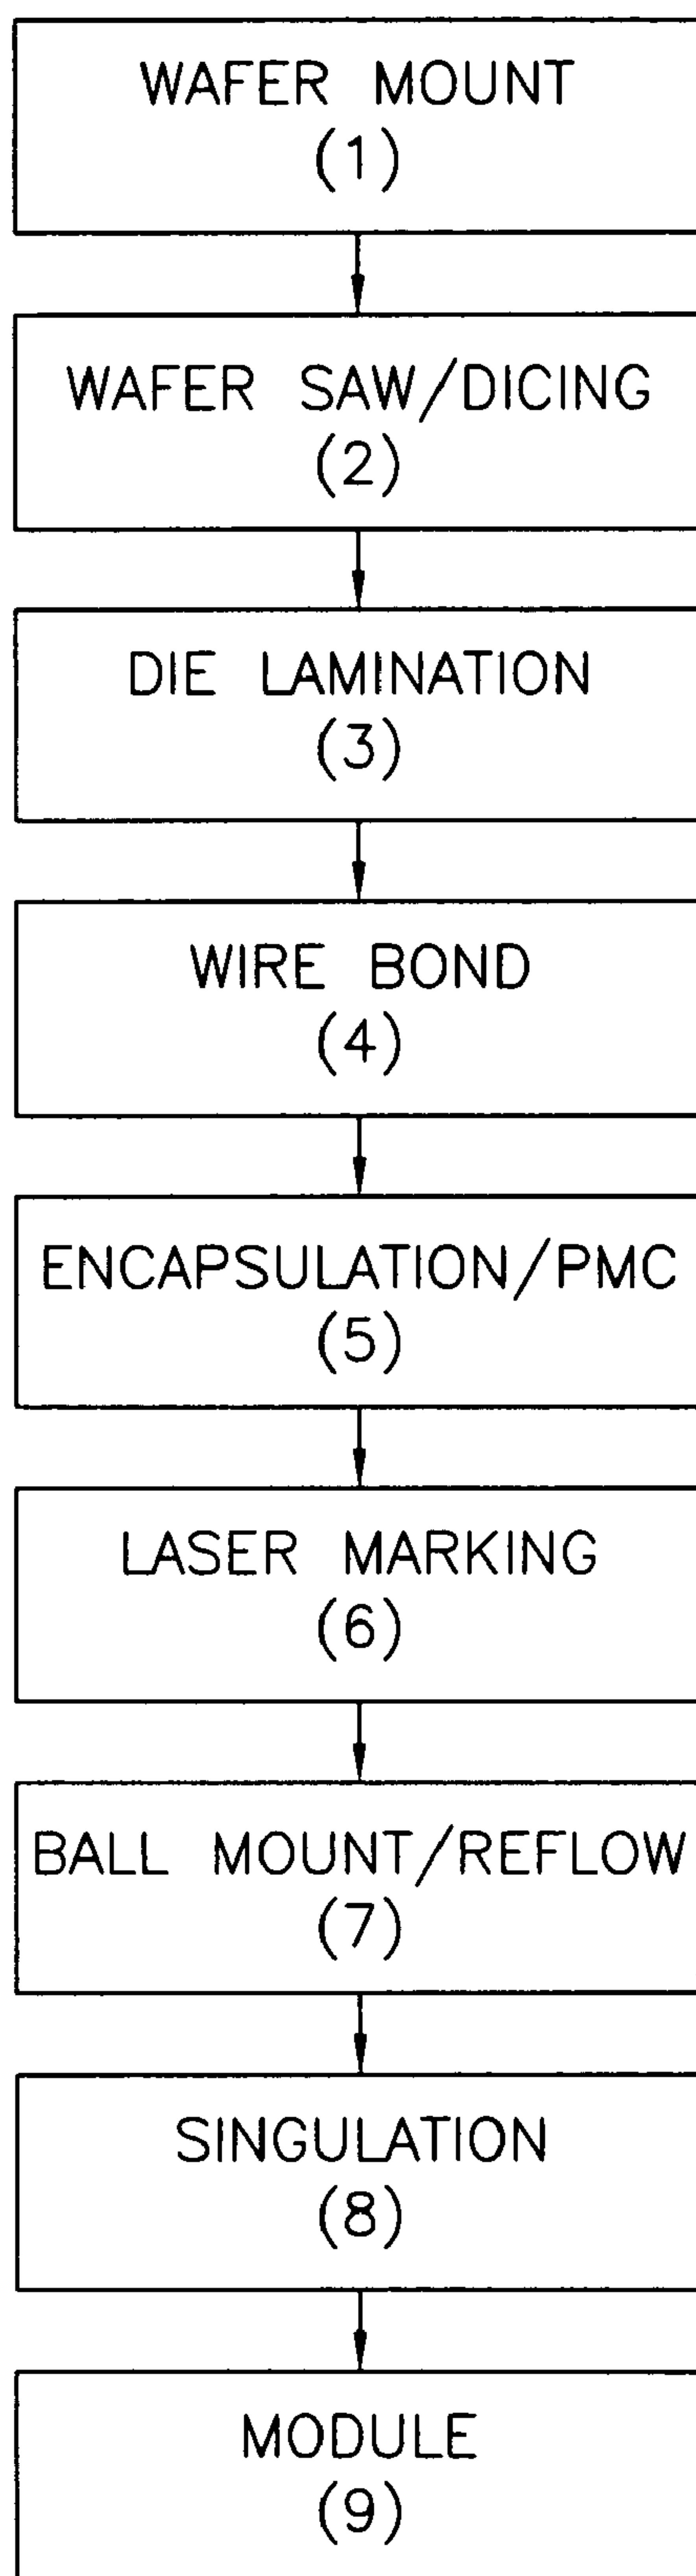 WAFER MOUNT
(1)
WAFER SAW/DICING
(2)
DIE LAMINATION
(3)
WIRE BOND
(4)
ENCAPSULATION/PMC
(5)
LASER MARKING
(6)
BALL MOUNT/REFLOW
(7)
SINGULATION
(8)
MODULE
(9)